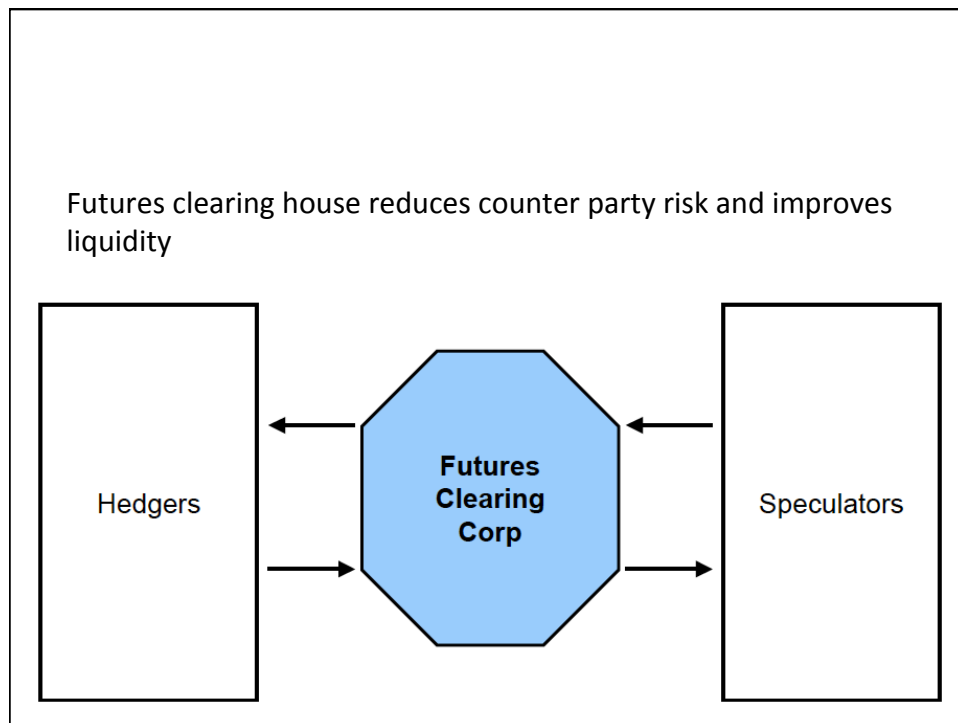 Futures clearing house reduces counter party risk and improves
liquidity
Hedgers
Futures
Clearing
Corp
Speculators